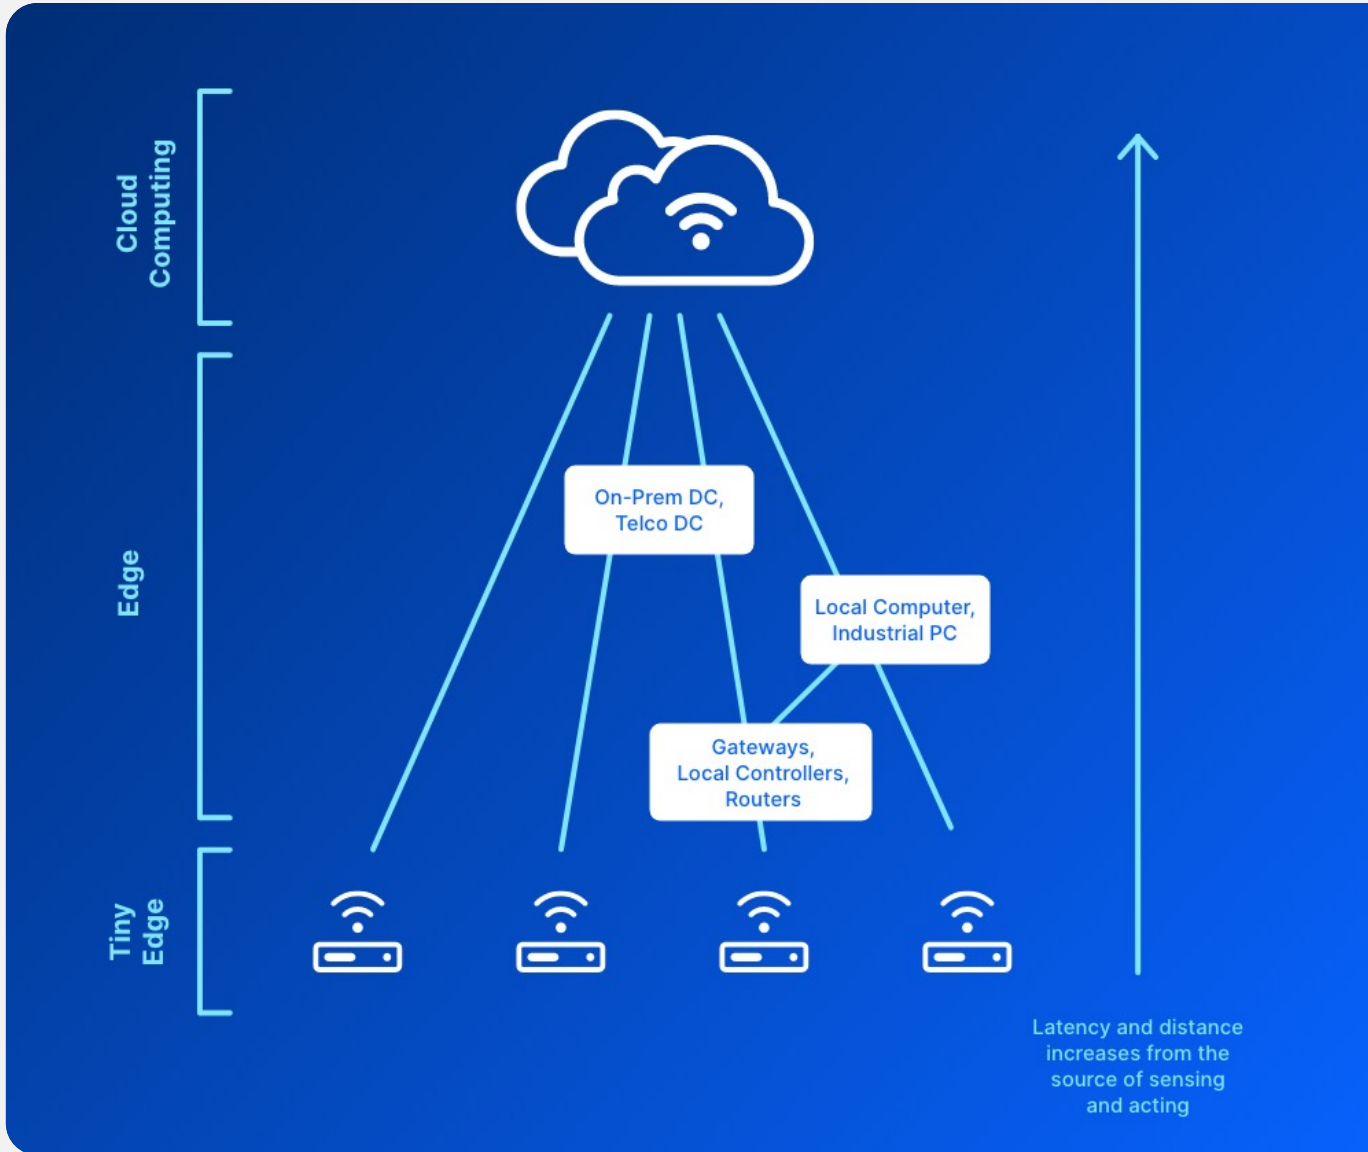 Cloud
Computing
On-Prem DC,
Telco DC
Edge
Local Computer,
Industrial PC
Gateways,
Local Controllers,
Routers
Tiny
Edge
Latency and distance
increases from the
source of sensing
and acting